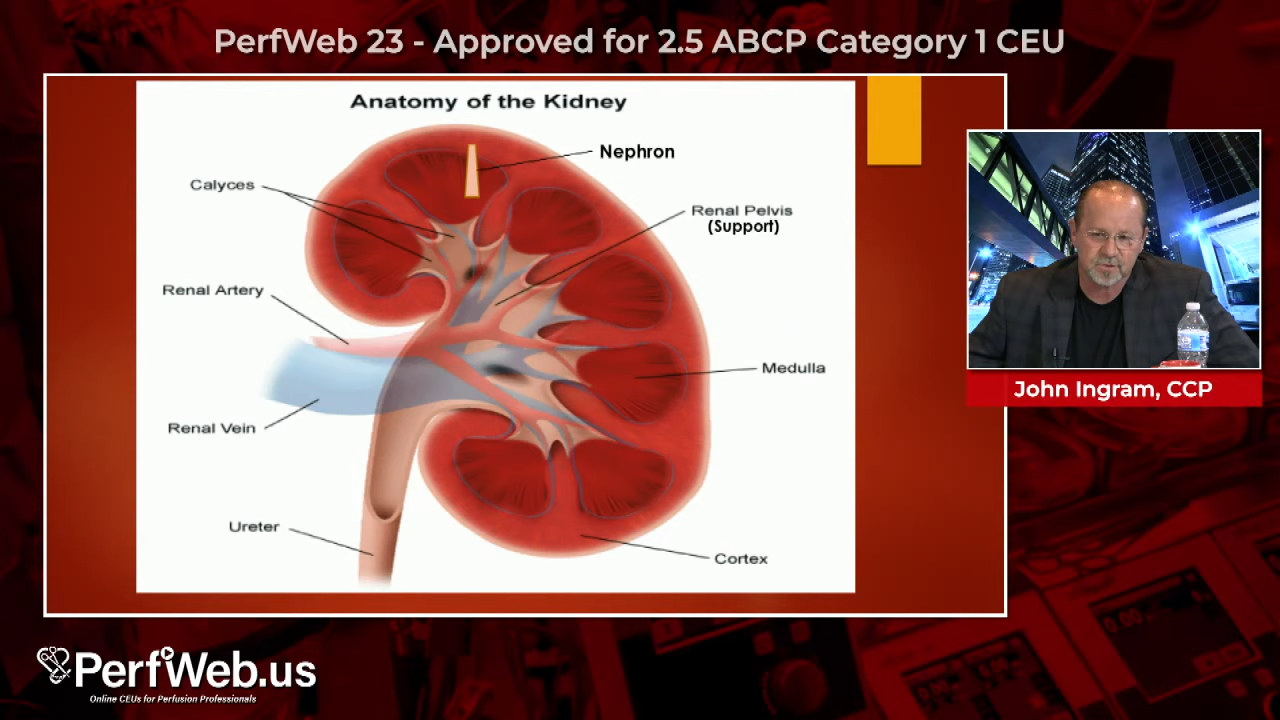 PerfWeb 23 - Approved for 2.5 ABCP Category 1 CEU
Anatomy of the Kidney
Nephron
Calyces
Renal Pelvis
(Support)
Renal Artery
Medulla
Renal Vein
Ureter
Cortex
John Ingram, CCP
PerfWeb.us
Online CEUs for Perfusion Professionals